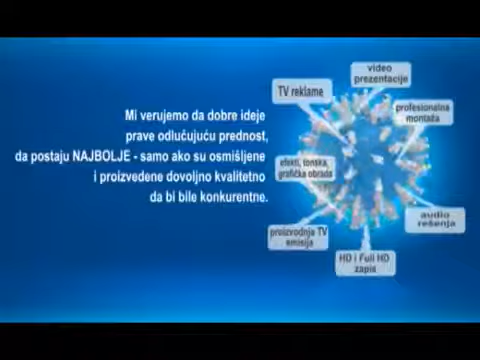 Mi verujemo da dobre ideje
prave odlučujuću prednost,
da postaju NAJBOLJE - samo ako su osmišljene
i proizvedene dovoljno kvalitetno
da bi bile konkurentne.
TV reklame
video
prezentacije
profesionalna
montaža
efekti, tonska,
grafička obrada
audio
rešenja
proizvodnja TV
emisija
HD i Full HD
zapis